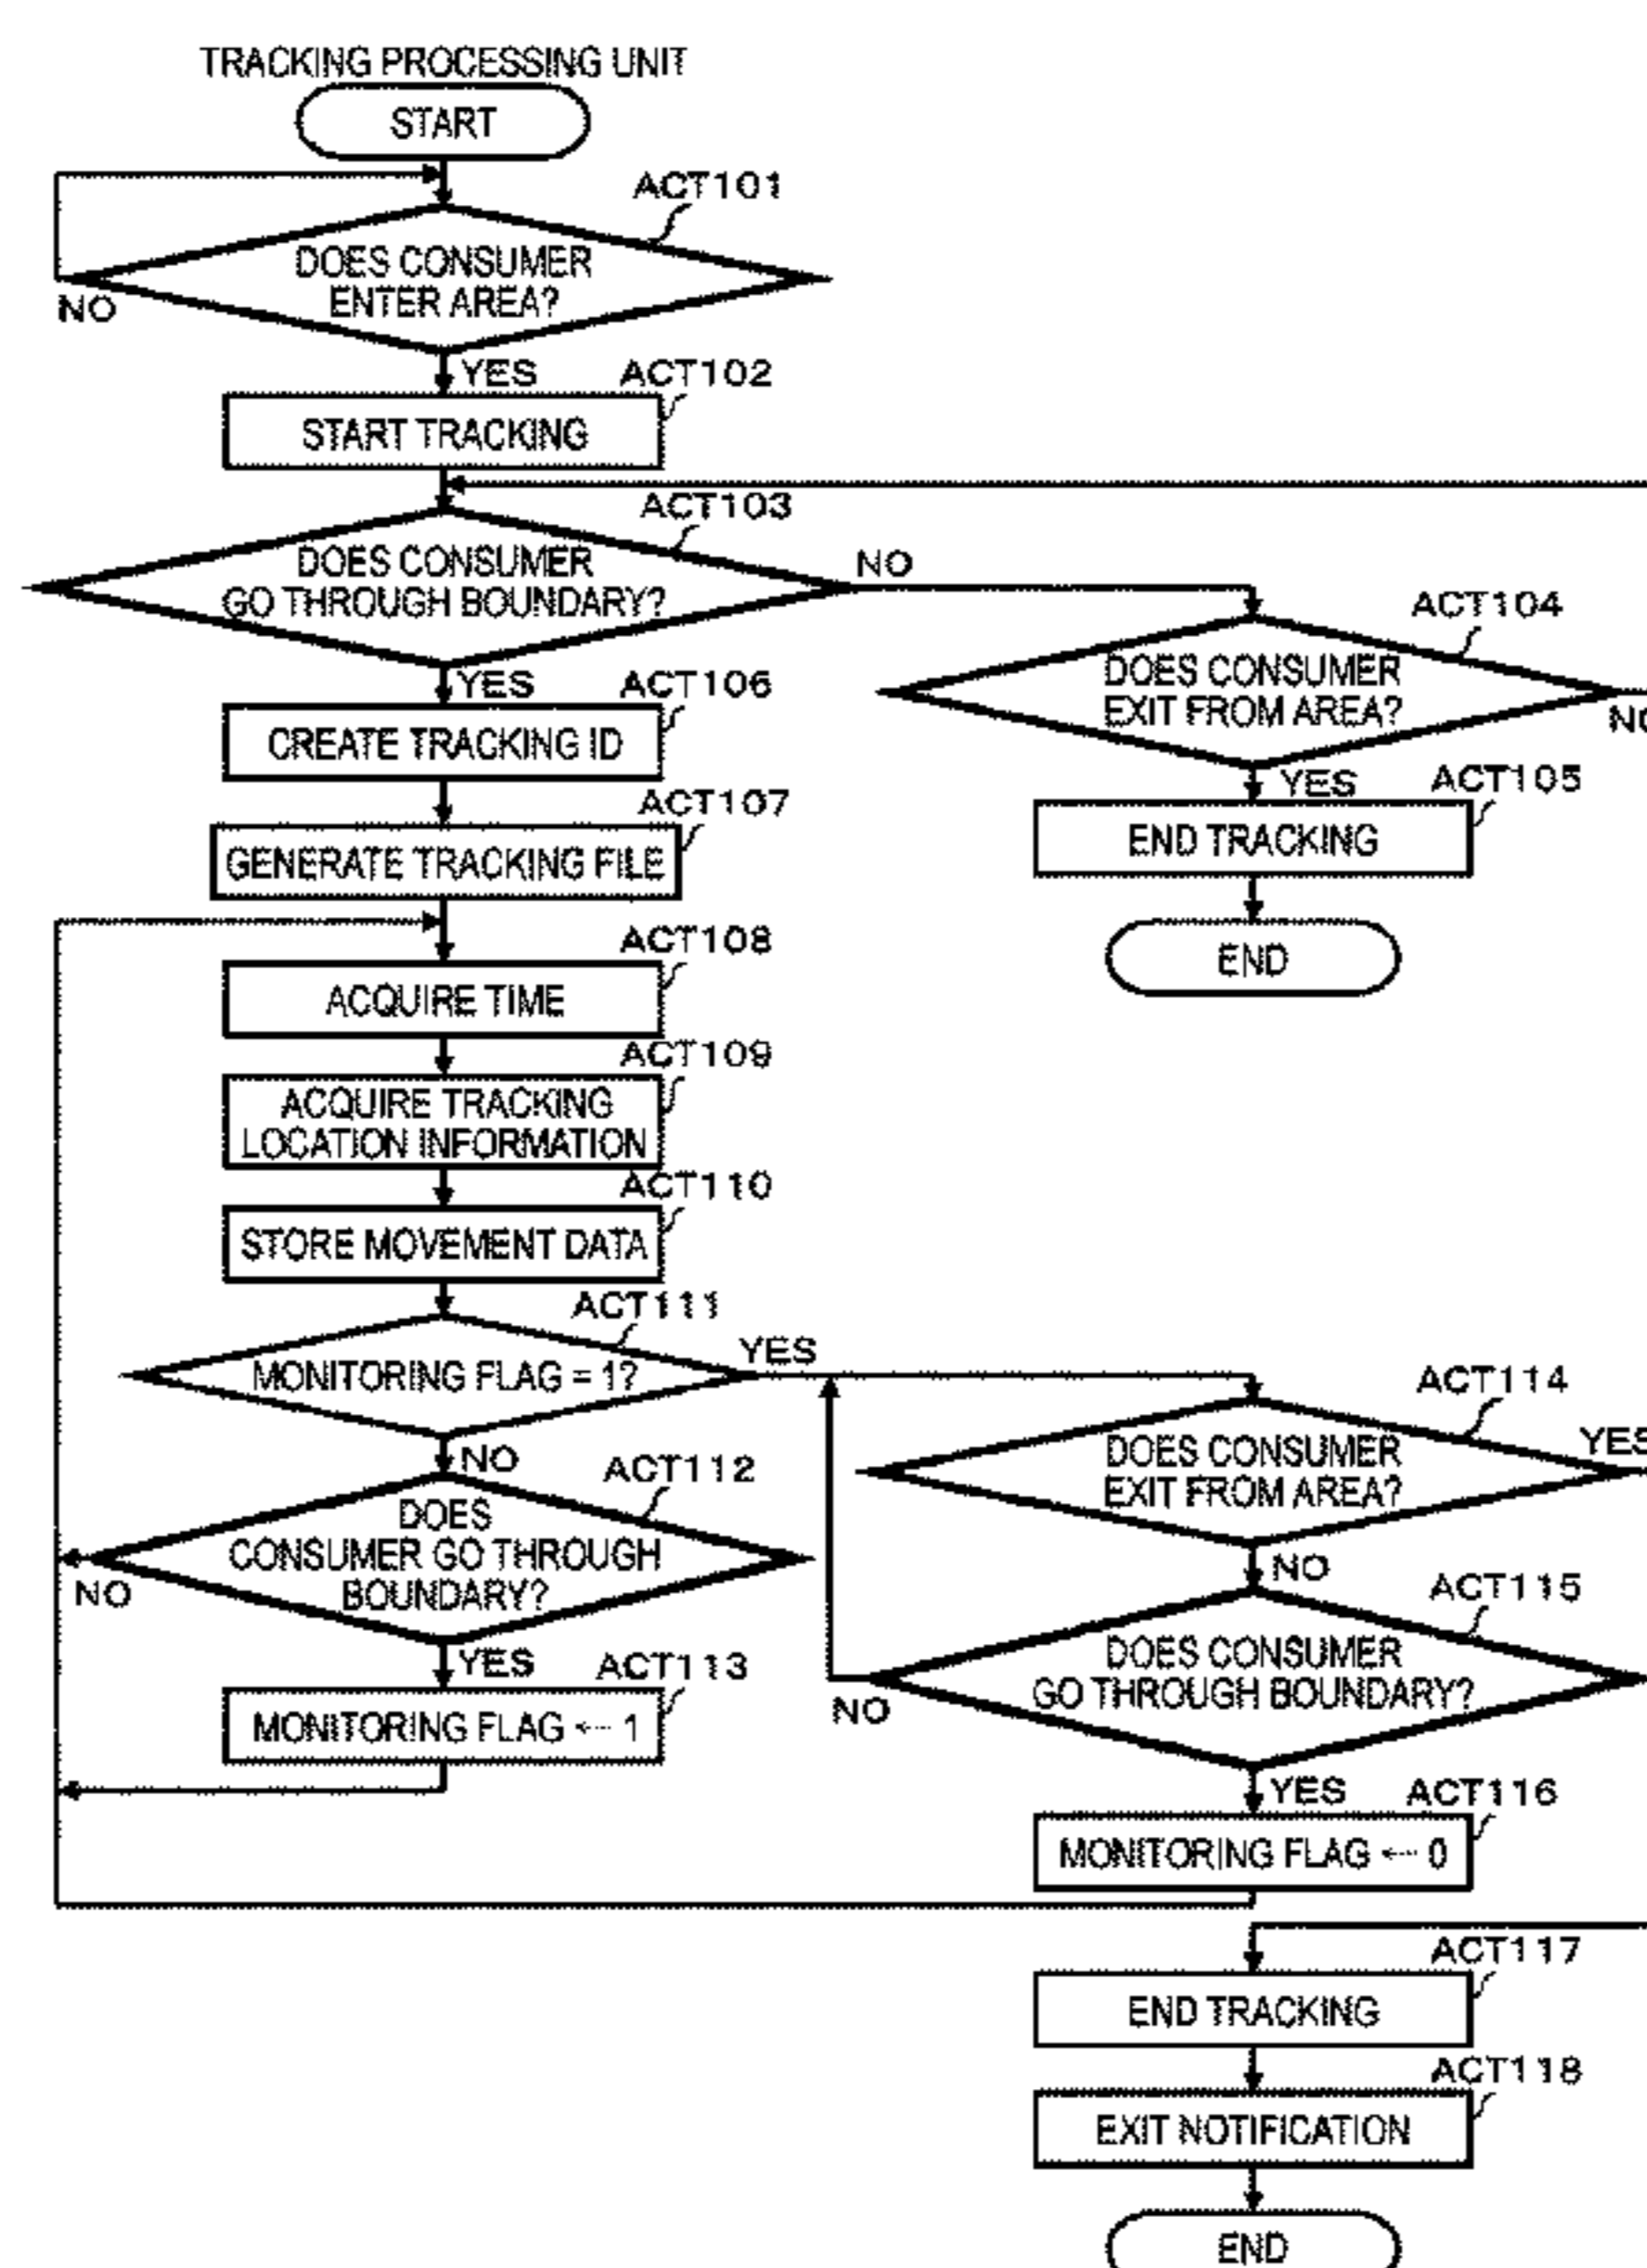 TRACKING PROCESSING UNIT
START
ACT101
DOES CONSUMER
ENTER AREA?
NO
YES
ACT102
START TRACKING
ACT103
DOES CONSUMER
GO THROUGH BOUNDARY?
NO
ACT104
DOES CONSUMER
EXIT FROM AREA?
NO
YES
ACT105
END TRACKING
END
YES
ACT106
CREATE TRACKING ID
ACT107
GENERATE TRACKING FILE
ACT108
ACQUIRE TIME
ACT109
ACQUIRE TRACKING
LOCATION INFORMATION
ACT110
STORE MOVEMENT DATA
ACT111
MONITORING FLAG = 1?
YES
NO
ACT112
DOES
CONSUMER GO THROUGH
BOUNDARY?
NO
YES
ACT113
MONITORING FLAG ← 1
ACT114
DOES CONSUMER
EXIT FROM AREA?
YES
NO
ACT115
DOES CONSUMER
GO THROUGH BOUNDARY?
NO
YES
ACT116
MONITORING FLAG ← 0
ACT117
END TRACKING
ACT118
EXIT NOTIFICATION
END